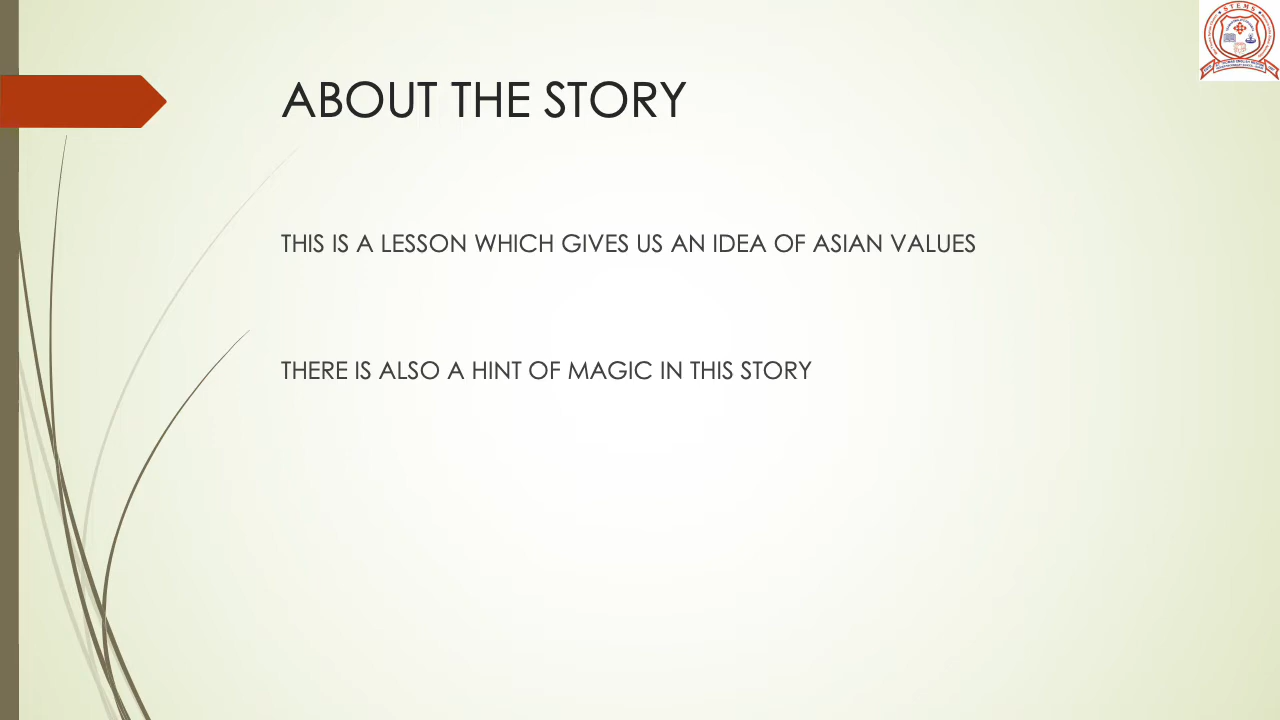 STEMS
ABOUT THE STORY
THIS IS A LESSON WHICH GIVES US AN IDEA OF ASIAN VALUES
THERE IS ALSO A HINT OF MAGIC IN THIS STORY